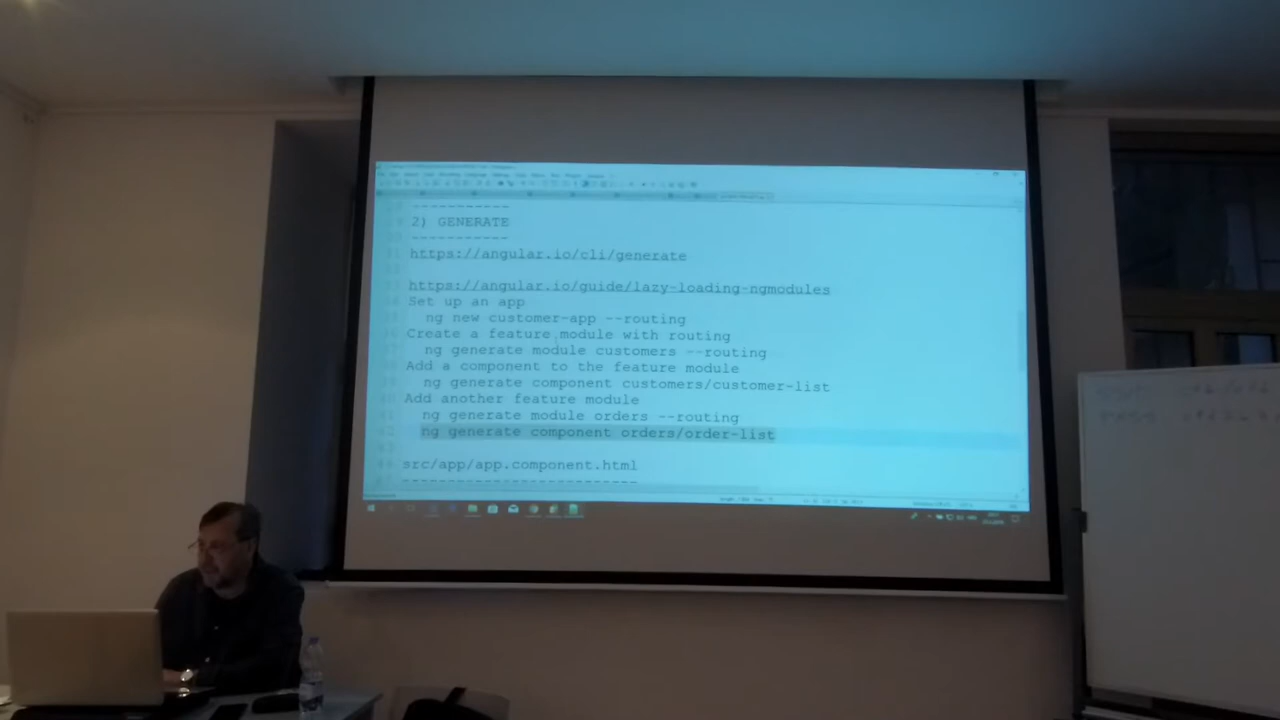 -----------
2) GENERATE
-----------
https://angular.io/cli/generate
https://angular.io/guide/lazy-loading-ngmodules
Set up an app
ng new customer-app --routing
Create a feature module with routing
ng generate module customers --routing
Add a component to the feature module
ng generate component customers/customer-list
Add another feature module
ng generate module orders --routing
ng generate component orders/order-list
src/app/app.component.html
--------------------------